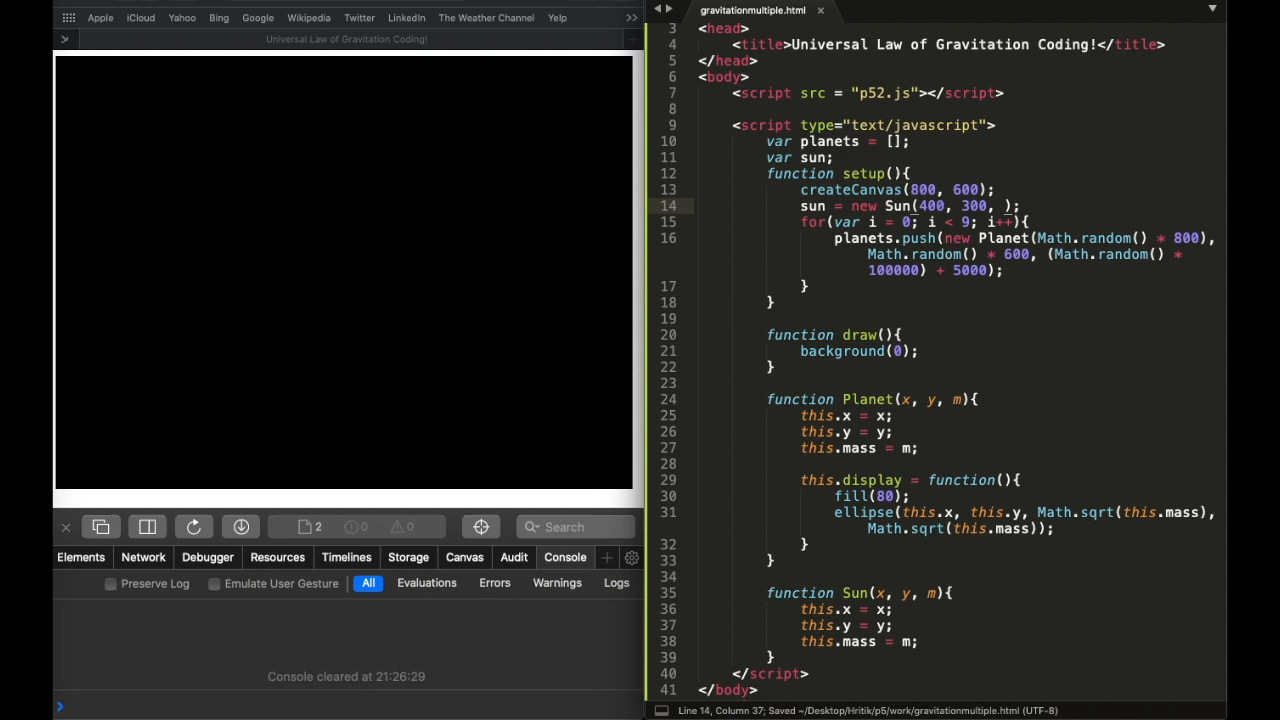 Apple iCloud Yahoo Bing Google Wikipedia Twitter LinkedIn The Weather Channel Yelp >>
Universal Law of Gravitation Coding! +
× 2 0 0 Search
Elements Network Debugger Resources Timelines Storage Canvas Audit Console +
Preserve Log Emulate User Gesture All Evaluations Errors Warnings Logs
Console cleared at 21:26:29
>
gravitationmultiple.html ×
3 <head>
4 <title>Universal Law of Gravitation Coding!</title>
5 </head>
6 <body>
7 <script src = "p52.js"></script>
8
9 <script type="text/javascript">
10 var planets = [];
11 var sun;
12 function setup(){
13 createCanvas(800, 600);
14 sun = new Sun(400, 300, );
15 for(var i = 0; i < 9; i++){
16 planets.push(new Planet(Math.random() * 800),
Math.random() * 600, (Math.random() *
100000) + 5000);
17 }
18 }
19
20 function draw(){
21 background(0);
22 }
23
24 function Planet(x, y, m){
25 this.x = x;
26 this.y = y;
27 this.mass = m;
28
29 this.display = function(){
30 fill(80);
31 ellipse(this.x, this.y, Math.sqrt(this.mass),
Math.sqrt(this.mass));
32 }
33 }
34
35 function Sun(x, y, m){
36 this.x = x;
37 this.y = y;
38 this.mass = m;
39 }
40 </script>
41 </body>
Line 14, Column 37; Saved ~/Desktop/Hritik/p5/work/gravitationmultiple.html (UTF-8)